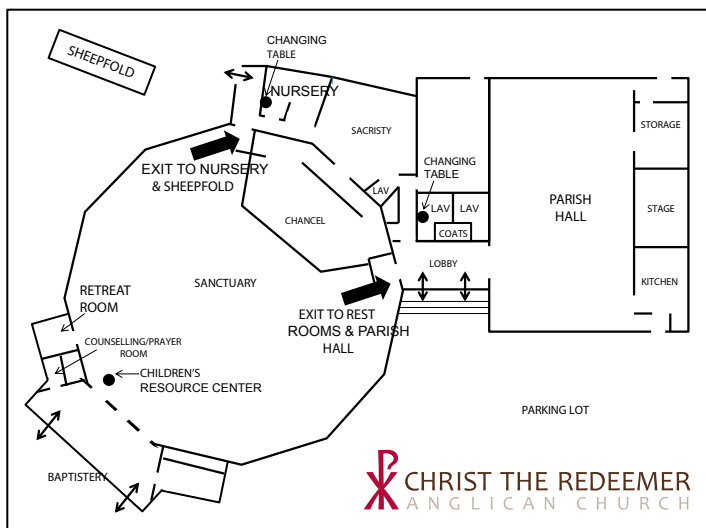 SHEEPFOLD
CHANGING
TABLE
NURSERY
SACRISTY
STORAGE
EXIT TO NURSERY
& SHEEPFOLD
CHANGING
TABLE
LAV
LAV
LAV
COATS
CHANCEL
PARISH
HALL
STAGE
LOBBY
SANCTUARY
KITCHEN
RETREAT
ROOM
EXIT TO REST
ROOMS & PARISH
HALL
COUNSELLING/PRAYER
ROOM
CHILDREN'S
RESOURCE CENTER
PARKING LOT
BAPTISTERY
CHRIST THE REDEEMER
ANGLICAN CHURCH